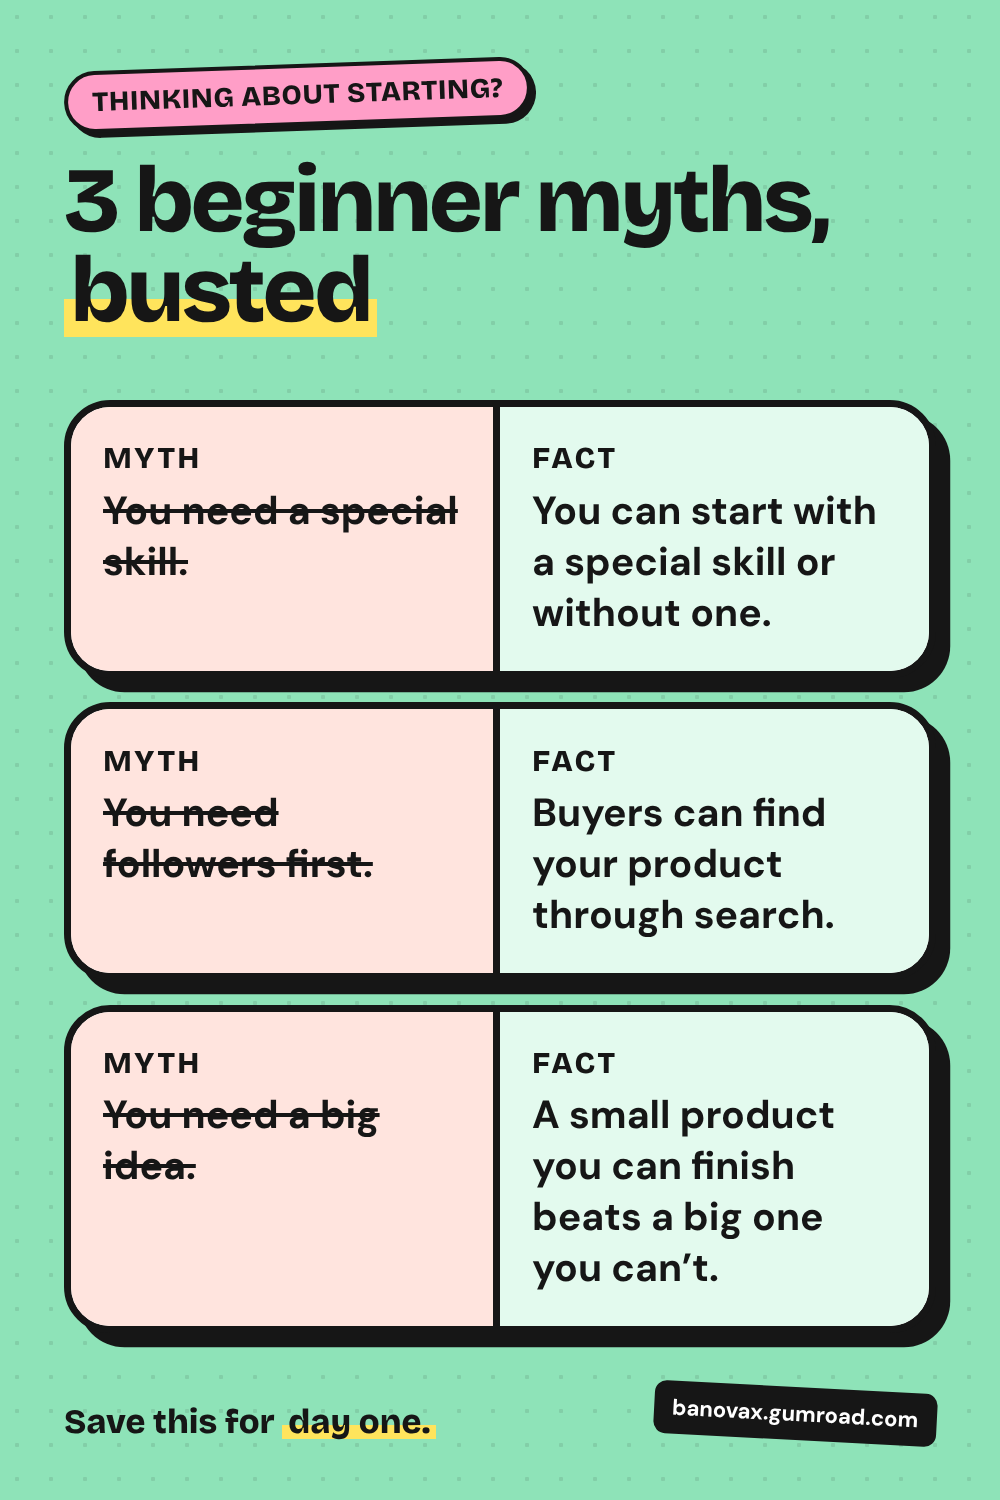 THINKING ABOUT STARTING?
3 beginner myths,
busted
MYTH
You need a special
skill.
FACT
You can start with
a special skill or
without one.
MYTH
You need
followers first.
FACT
Buyers can find
your product
through search.
MYTH
You need a big
idea.
FACT
A small product
you can finish
beats a big one
you can’t.
Save this for day one.
banovax.gumroad.com